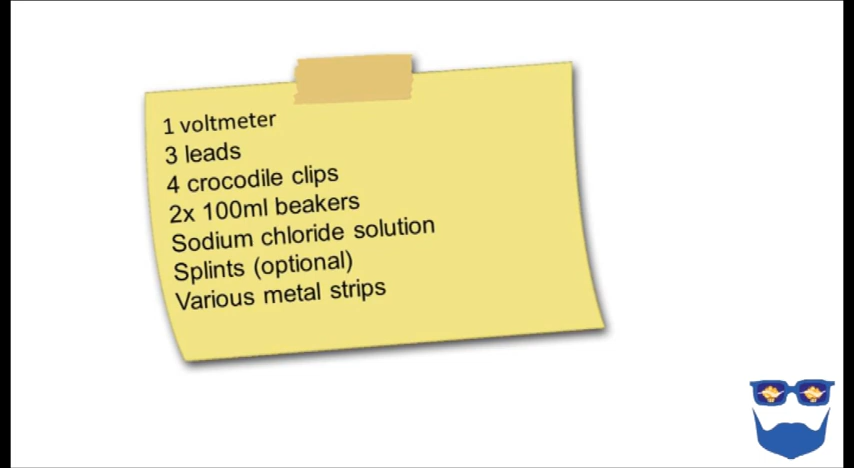 1 voltmeter
3 leads
4 crocodile clips
2x 100ml beakers
Sodium chloride solution
Splints (optional)
Various metal strips